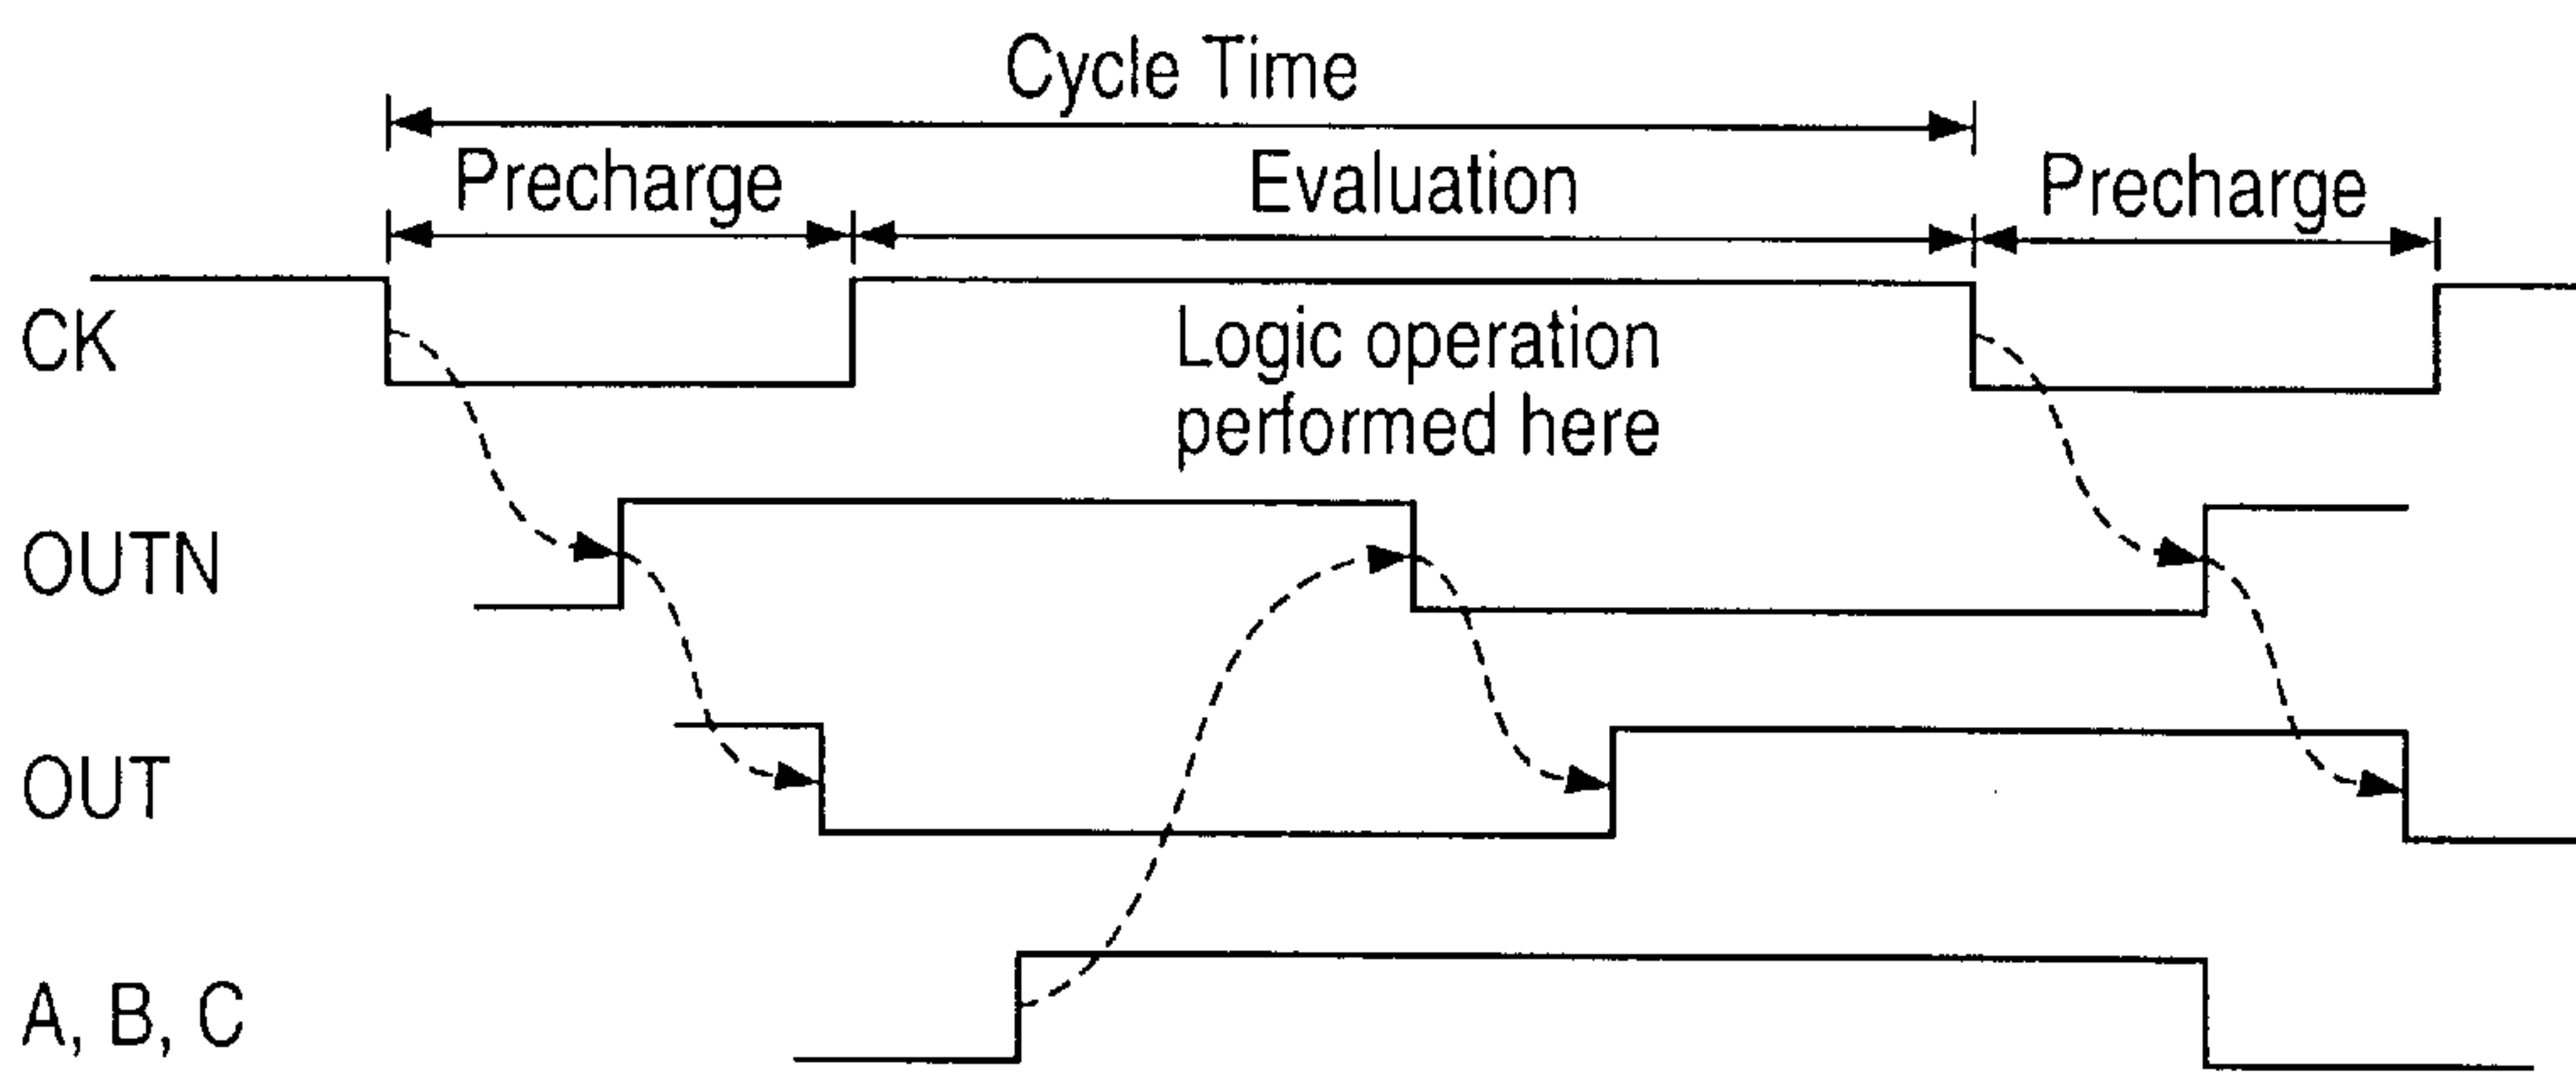 Cycle Time
Precharge Evaluation Precharge
CK
Logic operation
performed here
OUTN
OUT
A, B, C